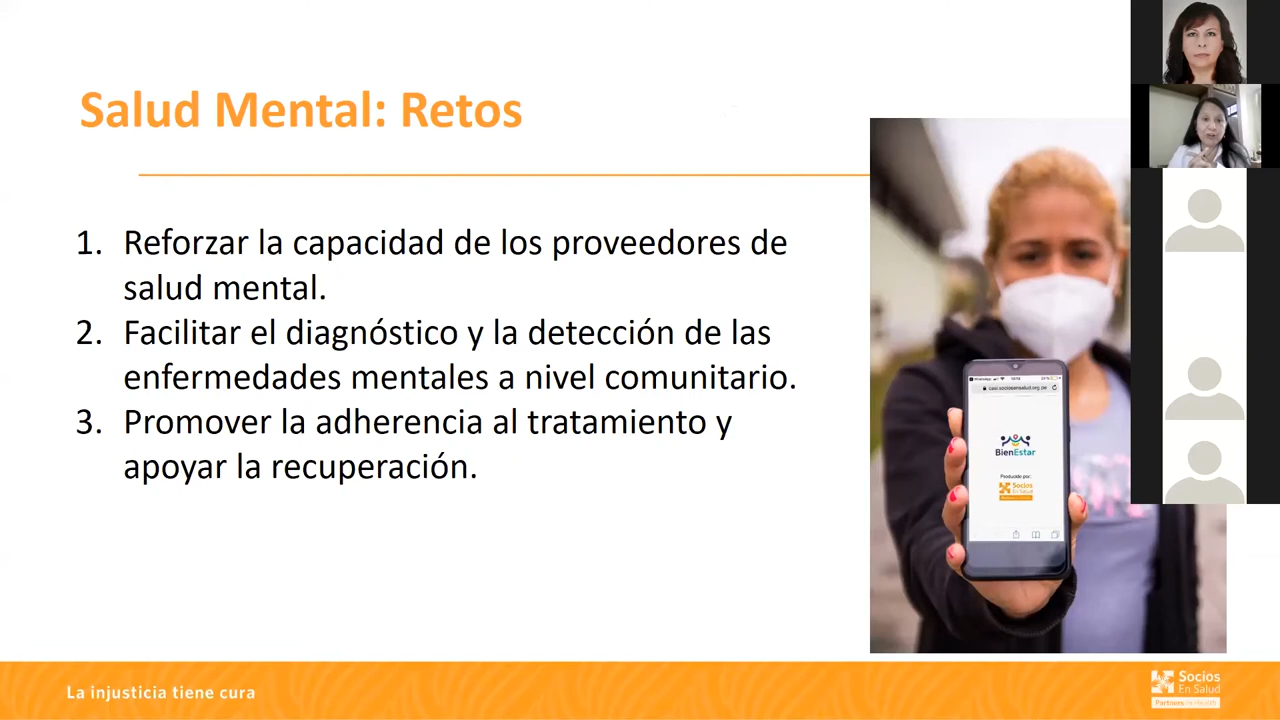 Salud Mental: Retos
1. Reforzar la capacidad de los proveedores de
salud mental.
2. Facilitar el diagnóstico y la detección de las
enfermedades mentales a nivel comunitario.
3. Promover la adherencia al tratamiento y
apoyar la recuperación.
WhatsApp
BienEstar
Producido por:
Socios
En Salud
La injusticia tiene cura
Socios
En Salud
Partners In Health